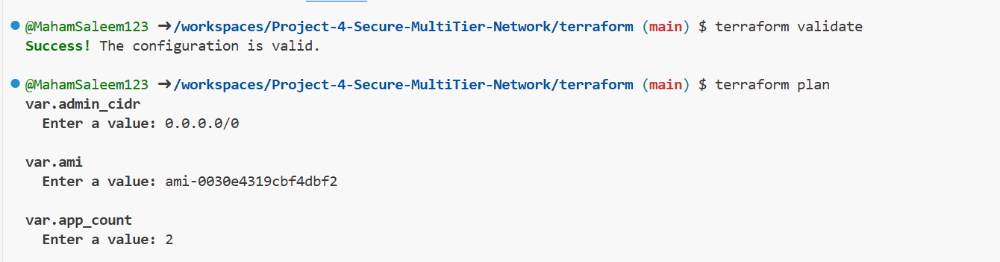 @MahamSaleem123 ➜/workspaces/Project-4-Secure-MultiTier-Network/terraform (main) $ terraform validate
Success! The configuration is valid.
@MahamSaleem123 ➜/workspaces/Project-4-Secure-MultiTier-Network/terraform (main) $ terraform plan
var.admin_cidr
Enter a value: 0.0.0.0/0
var.ami
Enter a value: ami-0030e4319cbf4dbf2
var.app_count
Enter a value: 2